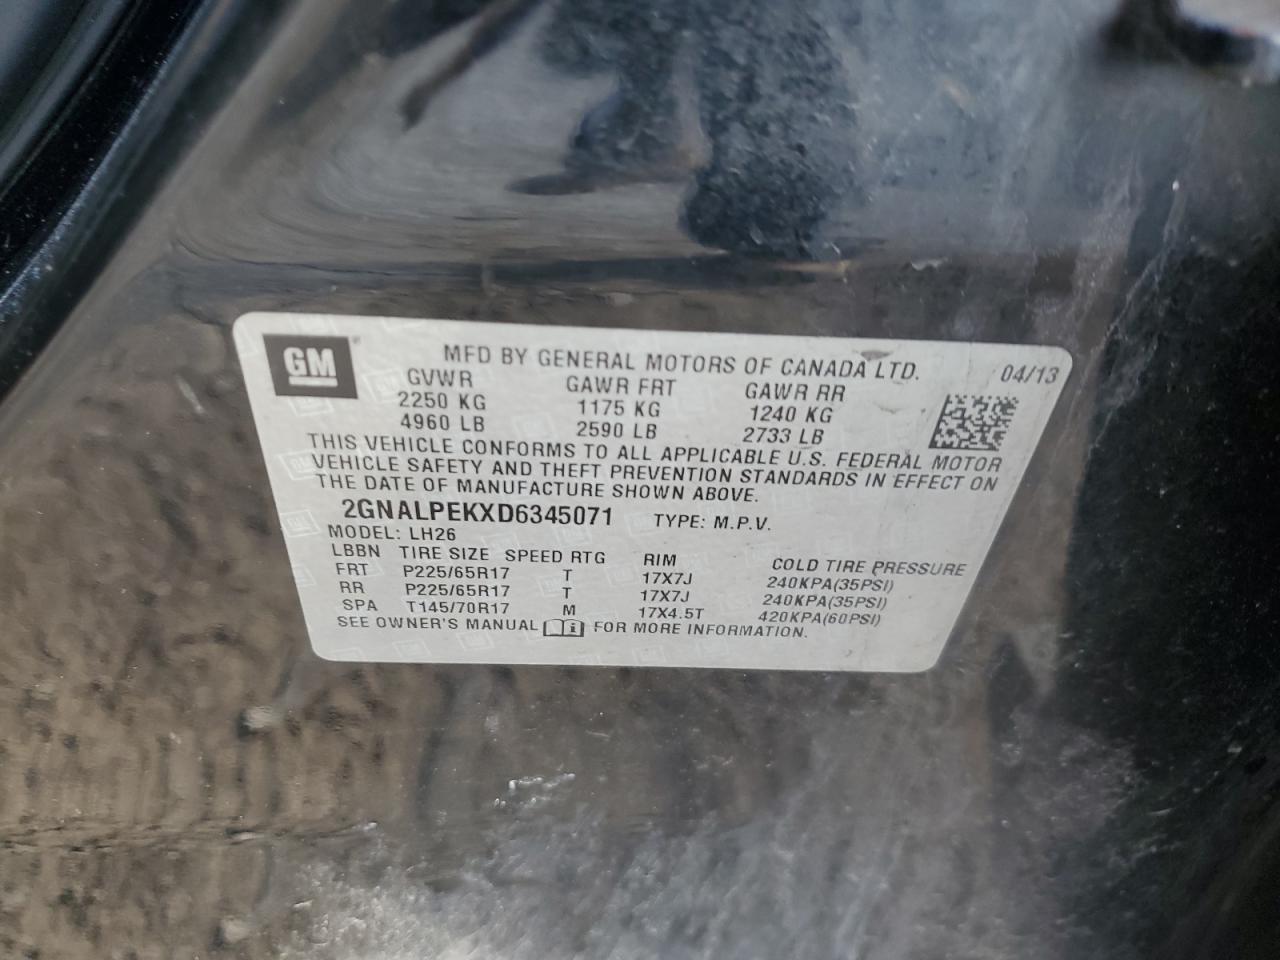 GM
MFD BY GENERAL MOTORS OF CANADA LTD. 04/13
GVWR GAWR FRT GAWR RR
2250 KG 1175 KG 1240 KG
4960 LB 2590 LB 2733 LB
THIS VEHICLE CONFORMS TO ALL APPLICABLE U.S. FEDERAL MOTOR
VEHICLE SAFETY AND THEFT PREVENTION STANDARDS IN EFFECT ON
THE DATE OF MANUFACTURE SHOWN ABOVE.
2GNALPEKXD6345071 TYPE: M.P.V.
MODEL: LH26
LBBN TIRE SIZE SPEED RTG RIM COLD TIRE PRESSURE
FRT P225/65R17 T 17X7J 240KPA(35PSI)
RR P225/65R17 T 17X7J 240KPA(35PSI)
SPA T145/70R17 M 17X4.5T 420KPA(60PSI)
SEE OWNER'S MANUAL FOR MORE INFORMATION.